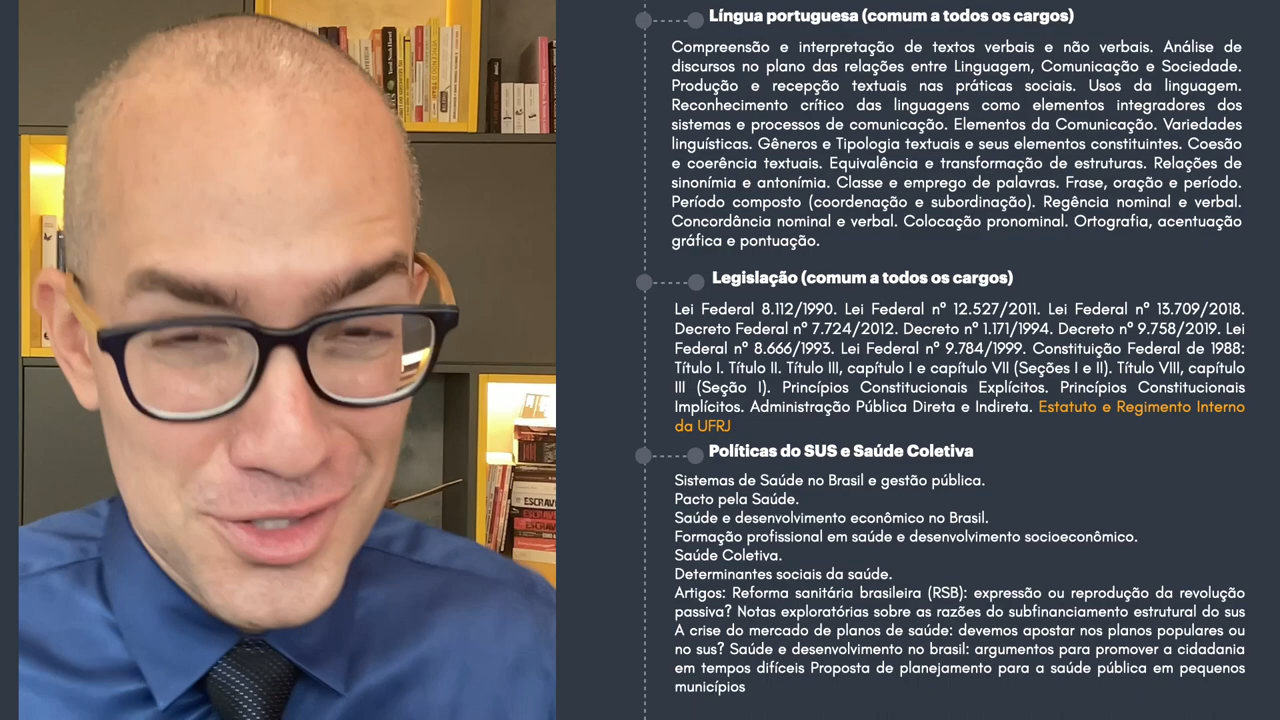 Língua portuguesa (comum a todos os cargos)
Compreensão e interpretação de textos verbais e não verbais. Análise de
discursos no plano das relações entre Linguagem, Comunicação e Sociedade.
Produção e recepção textuais nas práticas sociais. Usos da linguagem.
Reconhecimento crítico das linguagens como elementos integradores dos
sistemas e processos de comunicação. Elementos da Comunicação. Variedades
linguísticas. Gêneros e Tipologia textuais e seus elementos constituintes. Coesão
e coerência textuais. Equivalência e transformação de estruturas. Relações de
sinonímia e antonímia. Classe e emprego de palavras. Frase, oração e período.
Período composto (coordenação e subordinação). Regência nominal e verbal.
Concordância nominal e verbal. Colocação pronominal. Ortografia, acentuação
gráfica e pontuação.
Legislação (comum a todos os cargos)
Lei Federal 8.112/1990. Lei Federal nº 12.527/2011. Lei Federal nº 13.709/2018.
Decreto Federal nº 7.724/2012. Decreto nº 1.171/1994. Decreto nº 9.758/2019. Lei
Federal nº 8.666/1993. Lei Federal nº 9.784/1999. Constituição Federal de 1988:
Título I. Título II. Título III, capítulo I e capítulo VII (Seções I e II). Título VIII, capítulo
III (Seção I). Princípios Constitucionais Explícitos. Princípios Constitucionais
Implícitos. Administração Pública Direta e Indireta. Estatuto e Regimento Interno
da UFRJ
Políticas do SUS e Saúde Coletiva
Sistemas de Saúde no Brasil e gestão pública.
Pacto pela Saúde.
Saúde e desenvolvimento econômico no Brasil.
Formação profissional em saúde e desenvolvimento socioeconômico.
Saúde Coletiva.
Determinantes sociais da saúde.
Artigos: Reforma sanitária brasileira (RSB): expressão ou reprodução da revolução
passiva? Notas exploratórias sobre as razões do subfinanciamento estrutural do sus
A crise do mercado de planos de saúde: devemos apostar nos planos populares ou
no sus? Saúde e desenvolvimento no brasil: argumentos para promover a cidadania
em tempos difíceis Proposta de planejamento para a saúde pública em pequenos
municípios
ESCRAV